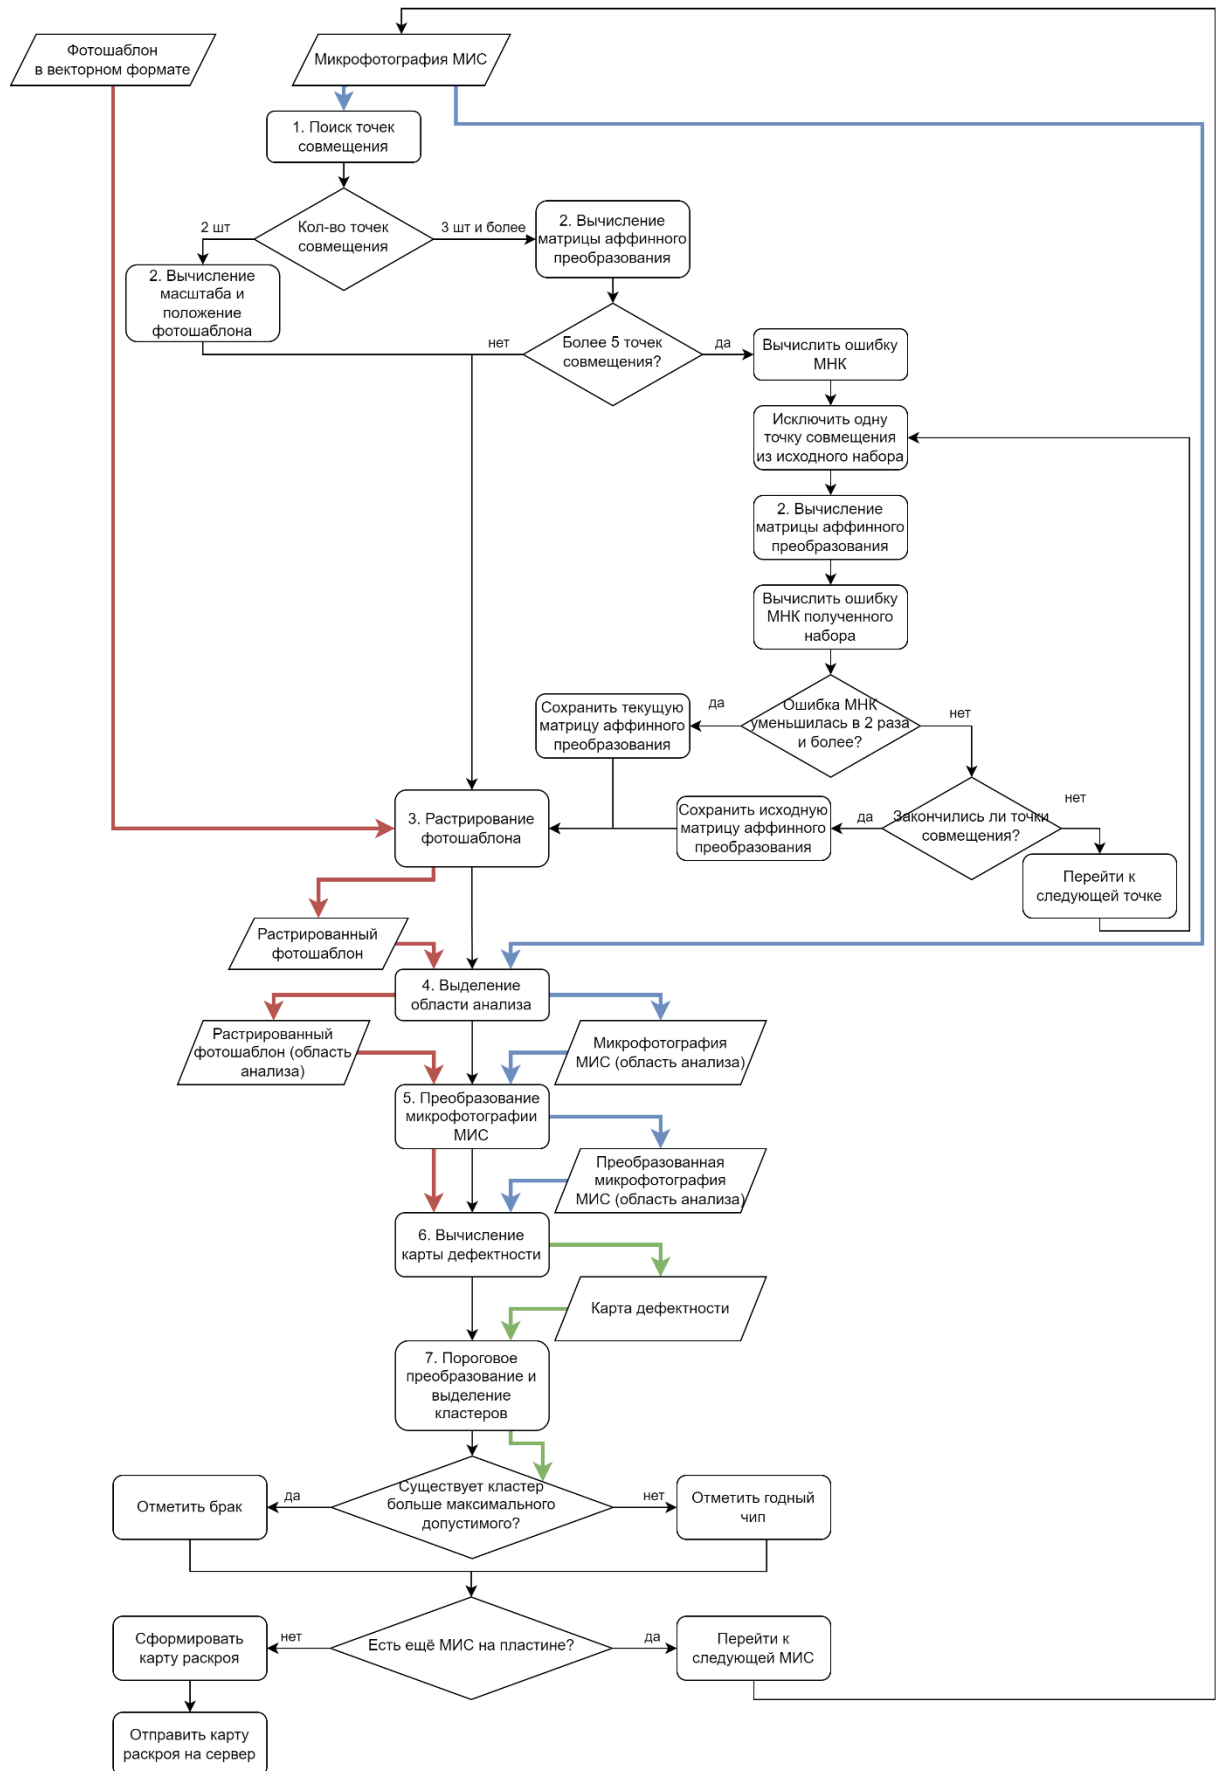 Фотошаблон
в векторном формате
Микрофотография МИС
1. Поиск точек
совмещения
Кол-во точек
совмещения
2 шт
3 шт и более
2. Вычисление
матрицы аффинного
преобразования
2. Вычисление
масштаба и
положение
фотошаблона
Более 5 точек
совмещения?
нет
да
Вычислить ошибку
МНК
Исключить одну
точку совмещения
из исходного набора
2. Вычисление
матрицы аффинного
преобразования
Вычислить ошибку
МНК полученного
набора
Ошибка МНК
уменьшилась в 2 раза
и более?
да
нет
Сохранить текущую
матрицу аффинного
преобразования
Закончились ли точки
совмещения?
да
нет
Сохранить исходную
матрицу аффинного
преобразования
Перейти к
следующей точке
3. Растрирование
фотошаблона
Растрированный
фотошаблон
4. Выделение
области анализа
Растрированный
фотошаблон (область
анализа)
Микрофотография
МИС (область анализа)
5. Преобразование
микрофотографии
МИС
Преобразованная
микрофотография
МИС (область анализа)
6. Вычисление
карты дефектности
Карта дефектности
7. Пороговое
преобразование и
выделение
кластеров
Существует кластер
больше максимального
допустимого?
да
нет
Отметить брак
Отметить годный
чип
Есть ещё МИС на пластине?
нет
да
Сформировать
карту раскроя
Перейти к
следующей МИС
Отправить карту
раскроя на сервер